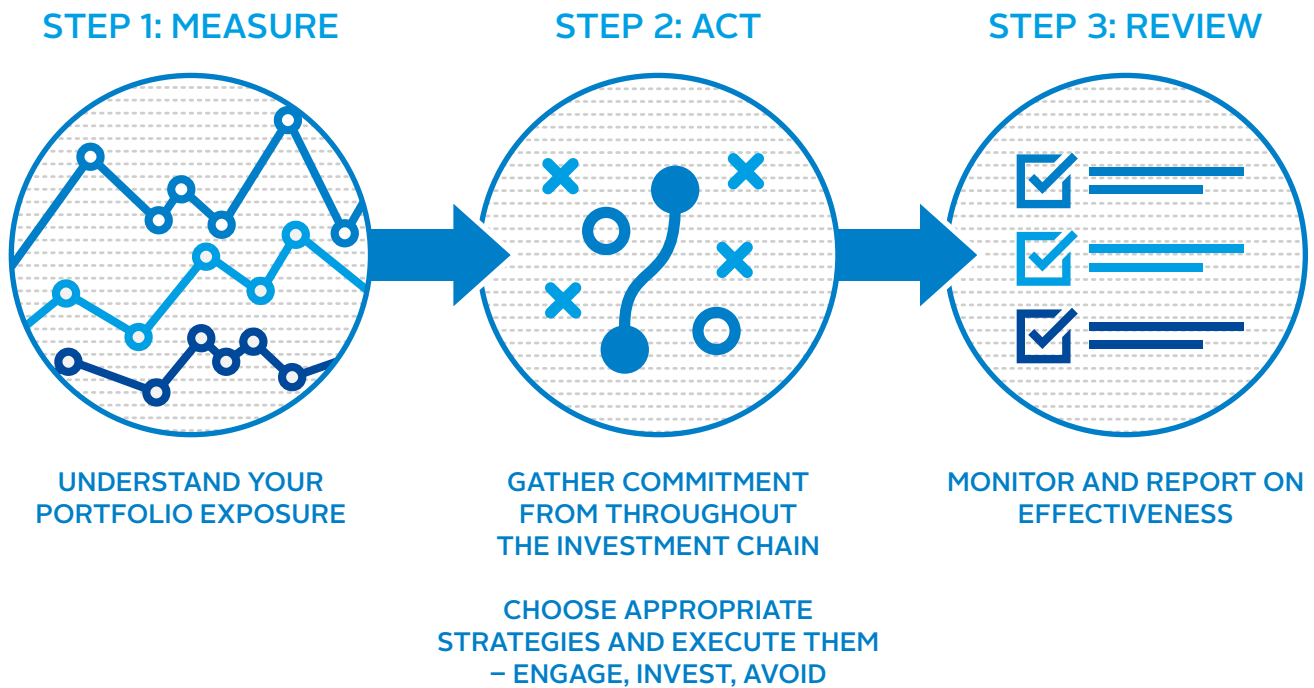 STEP 1: MEASURE
STEP 2: ACT
STEP 3: REVIEW
UNDERSTAND YOUR
PORTFOLIO EXPOSURE
GATHER COMMITMENT
FROM THROUGHOUT
THE INVESTMENT CHAIN
CHOOSE APPROPRIATE
STRATEGIES AND EXECUTE THEM
– ENGAGE, INVEST, AVOID
MONITOR AND REPORT ON
EFFECTIVENESS